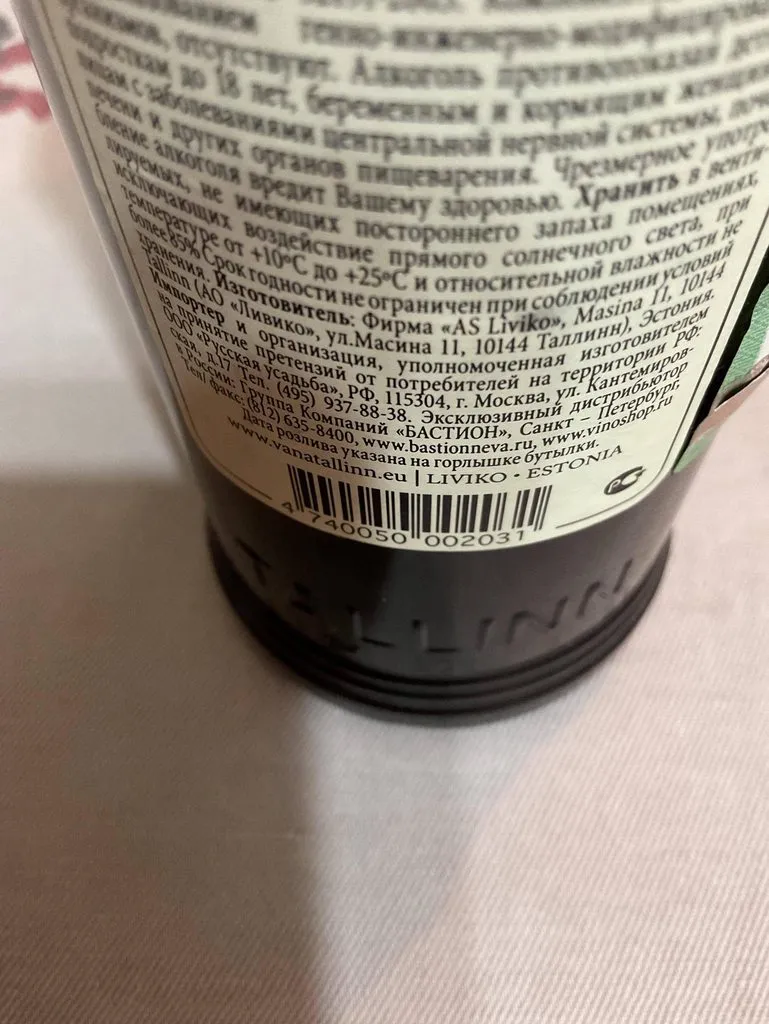 генно-инженерно-модифицированных
организмов, отсутствуют. Алкоголь противопоказан детям и
подросткам до 18 лет, беременным и кормящим женщинам,
лицам с заболеваниями центральной нервной системы, почек,
печени и других органов пищеварения. Чрезмерное употре-
бление алкоголя вредит Вашему здоровью. Хранить в венти-
лируемых, не имеющих постороннего запаха помещениях,
исключающих воздействие прямого солнечного света, при
температуре от +10°С до +25°С и относительной влажности не
более 85% Срок годности не ограничен при соблюдении условий
хранения. Изготовитель: Фирма «AS Liviko», Masina 11, 10144
Tallinn (АО «Ливико», ул.Масина 11, 10144 Таллинн), Эстония.
Импортер и организация, уполномоченная изготовителем
на принятие претензий от потребителей на территории РФ:
ООО «Русская усадьба», РФ, 115304, г. Москва, ул. Кантемиров-
ская, д.17 Тел. (495) 937-88-38. Эксклюзивный дистрибьютор
в России: Группа Компаний «БАСТИОН», Санкт – Петербург,
Тел/ факс: (812) 635-8400, www.bastionneva.ru, www.vinoshop.ru
Дата розлива указана на горлышке бутылки.
www.vanatallinn.eu | LIVIKO • ESTONIA
4 740050 002031
TALLINN